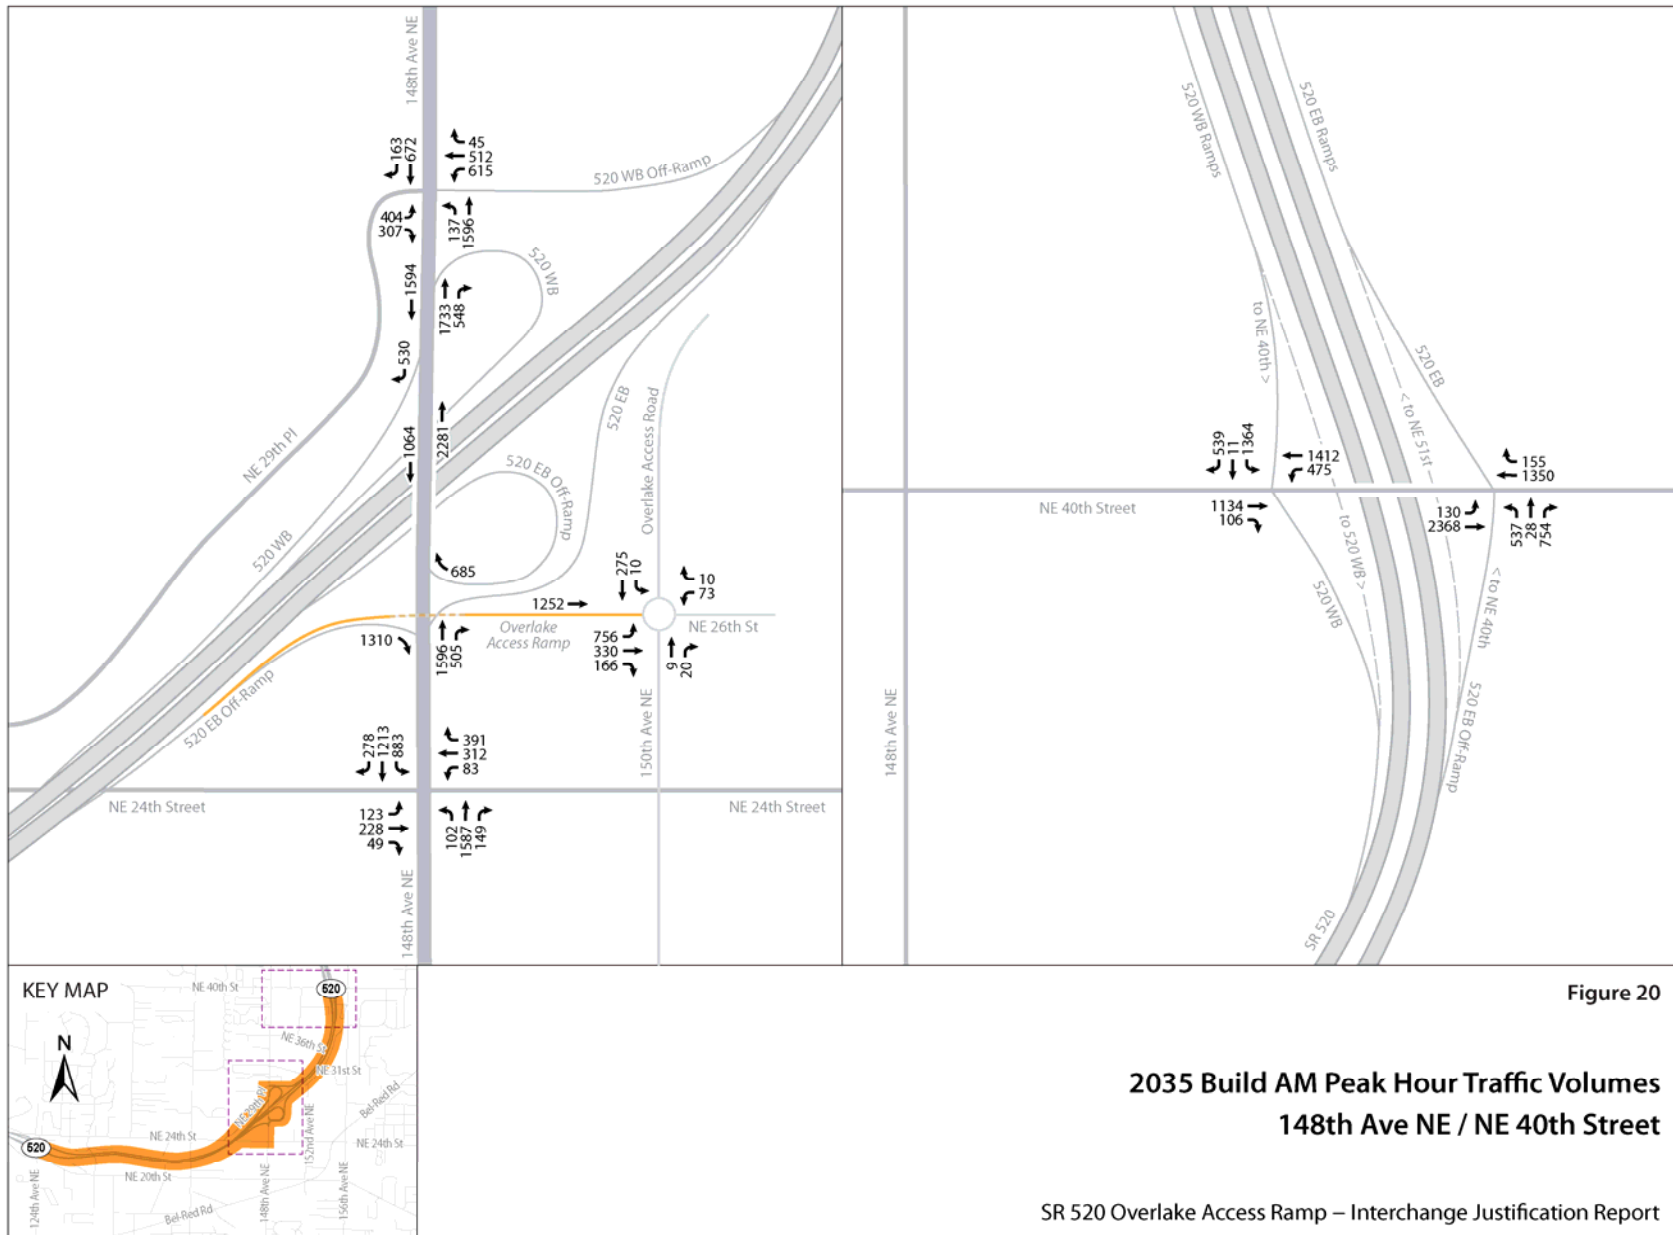 148th Ave NE
163
672
45
512
615
520 WB Off-Ramp
404
307
137
1596
1594
1733
548
520 WB
530
1064
2281
520 EB
Overlake Access Road
NE 29th Pl
520 EB Off-Ramp
520 WB
685
275
10
10
73
1252
Overlake
Access Ramp
NE 26th St
1310
1596
505
756
330
166
9
20
520 EB Off-Ramp
150th Ave NE
278
1213
883
391
312
83
NE 24th Street
NE 24th Street
123
228
49
102
1587
149
148th Ave NE
520 WB Ramps
520 EB Ramps
to NE 40th >
520 EB
< to NE 51st
539
11
1364
1412
475
155
1350
NE 40th Street
1134
106
130
2368
537
28
754
to 520 WB >
520 WB
< to NE 40th
148th Ave NE
520 EB Off-Ramp
SR 520
KEY MAP
N
NE 40th St
520
NE 36th St
NE 31st St
NE 29th Pl
Bel-Red Rd
NE 24th St
NE 24th St
520
NE 20th St
124th Ave NE
148th Ave NE
152nd Ave NE
156th Ave NE
Bel-Red Rd
Figure 20
2035 Build AM Peak Hour Traffic Volumes
148th Ave NE / NE 40th Street
SR 520 Overlake Access Ramp – Interchange Justification Report